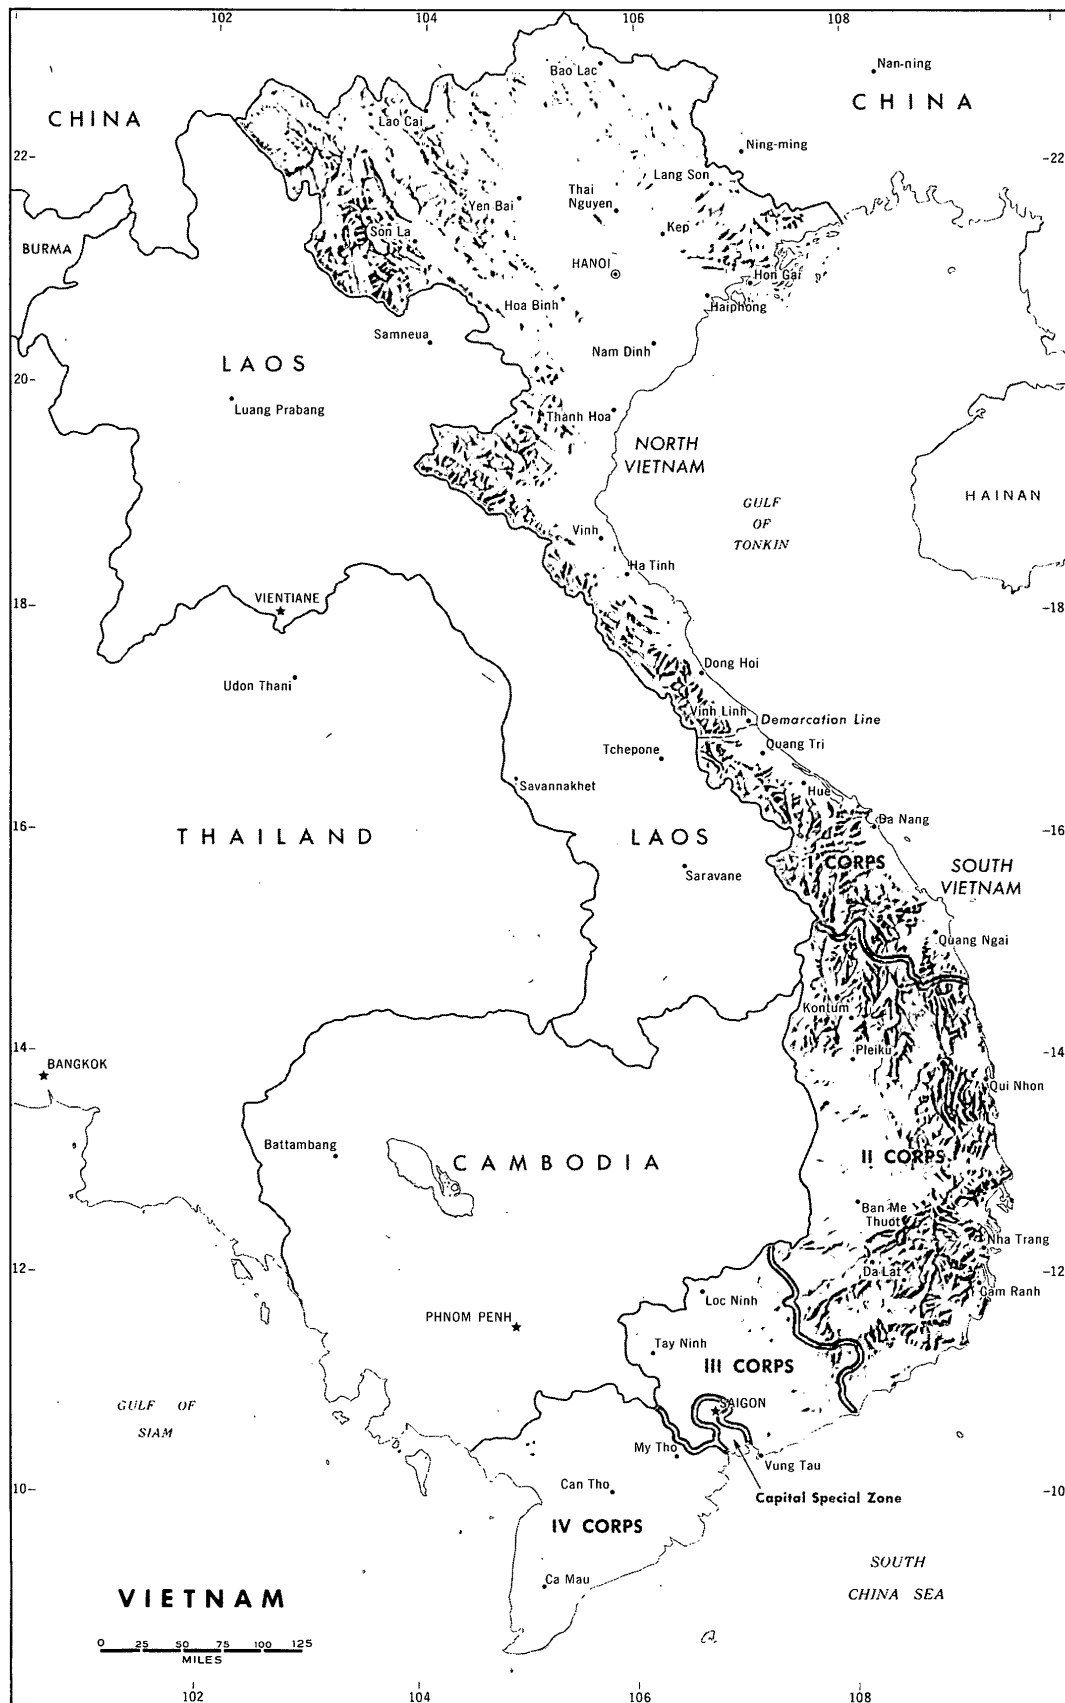 102 104 106 108
Nan-ning
Bao Lac
CHINA
CHINA
Lao Cai
Ning-ming
22-
-22
Lang Son
Thai
Nguyen
Yen Bai
Kep
Son La
BURMA
HANOI
Hon Gai
Hoa Binh
Haiphong
Samneua
Nam Dinh
LAOS
20-
Luang Prabang
Thanh Hoa
NORTH
VIETNAM
HAINAN
GULF
OF
TONKIN
Vinh
Ha Tinh
VIENTIANE
18-
-18
Dong Hoi
Udon Thani
Vinh Linh
Demarcation Line
Quang Tri
Tchepone
Savannakhet
Hue
Da Nang
16-
-16
THAILAND
LAOS
I CORPS
SOUTH
VIETNAM
Saravane
Quang Ngai
Kontum
14-
-14
Pleiku
BANGKOK
Qui Nhon
Battambang
CAMBODIA
II CORPS
Ban Me
Thuot
Nha Trang
12-
-12
Da Lat
Cam Ranh
Loc Ninh
PHNOM PENH
Tay Ninh
III CORPS
GULF OF
SIAM
SAIGON
My Tho
Vung Tau
Can Tho
10-
-10
Capital Special Zone
IV CORPS
SOUTH
CHINA SEA
Ca Mau
VIETNAM
0 25 50 75 100 125
MILES
102 104 106 108